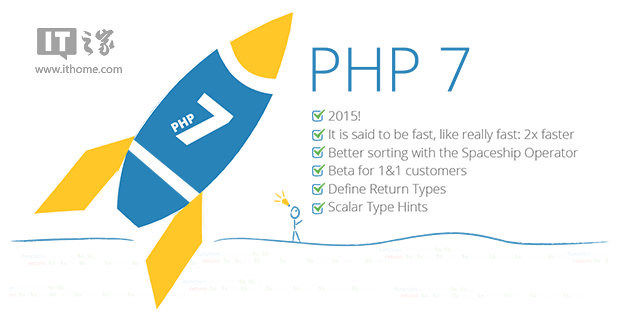 IT之家
www.ithome.com
PHP 7
PHP 7
2015!
It is said to be fast, like really fast: 2x faster
Better sorting with the Spaceship Operator
Beta for 1&1 customers
Define Return Types
Scalar Type Hints